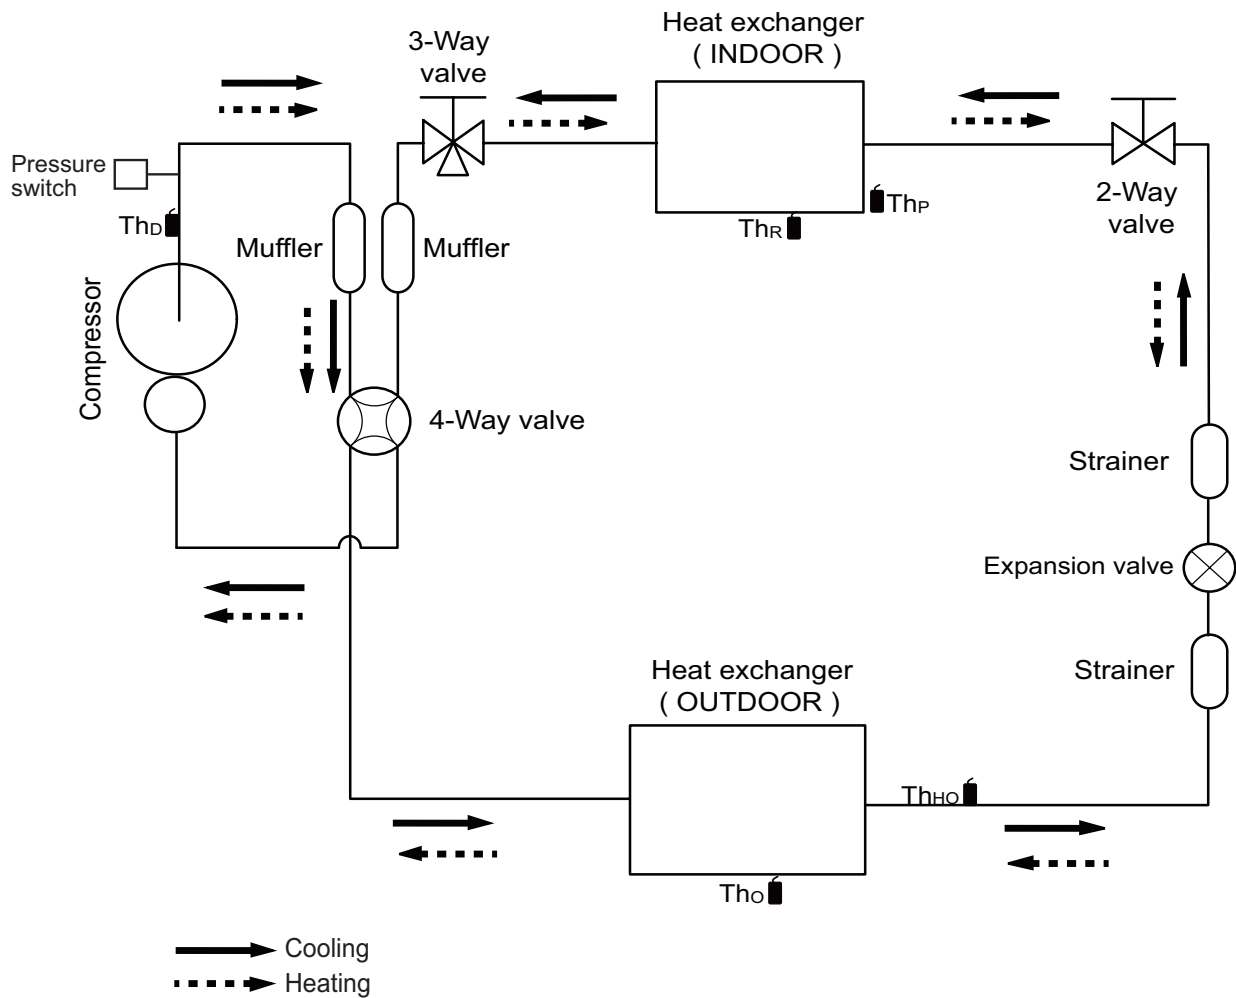 Heat exchanger
( INDOOR )
3-Way
valve
Pressure
switch
ThD
Muffler
Muffler
ThR
ThP
2-Way
valve
Compressor
4-Way valve
Strainer
Expansion valve
Strainer
Heat exchanger
( OUTDOOR )
ThHO
ThO
Cooling
Heating